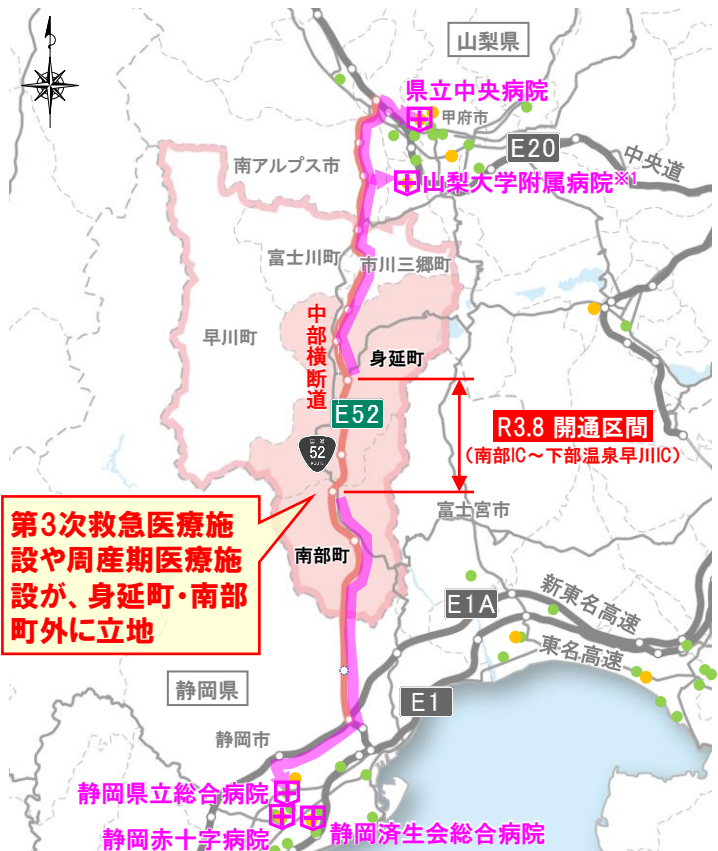 山梨県
県立中央病院
甲府市
E20
中央道
南アルプス市
山梨大学附属病院※1
富士川町
市川三郷町
中部横断道
早川町
身延町
E52
R3.8 開通区間
(南部IC～下部温泉早川IC)
国道
52
ROUTE
富士宮市
第3次救急医療施
設や周産期医療施
設が、身延町・南部
町外に立地
南部町
新東名高速
E1A
東名高速
静岡県
E1
静岡市
静岡県立総合病院
静岡赤十字病院
静岡済生会総合病院